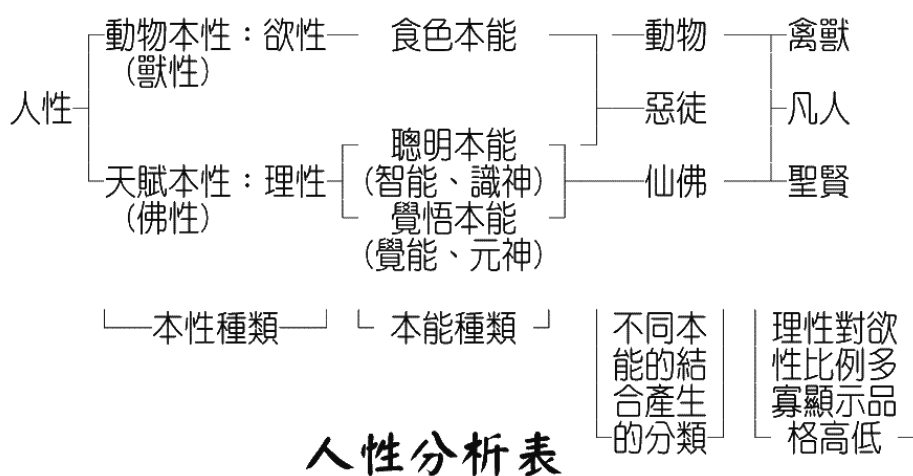 動物本性：欲性 食色本能 動物 禽獸
(獸性)
人性 惡徒 凡人
聰明本能
天賦本性：理性 (智能、識神) 仙佛 聖賢
(佛性) 覺悟本能
(覺能、元神)
本性種類 本能種類 不同本 理性對欲
能的結 性比例多
合產生 寡顯示品
的分類 格高低
人性分析表